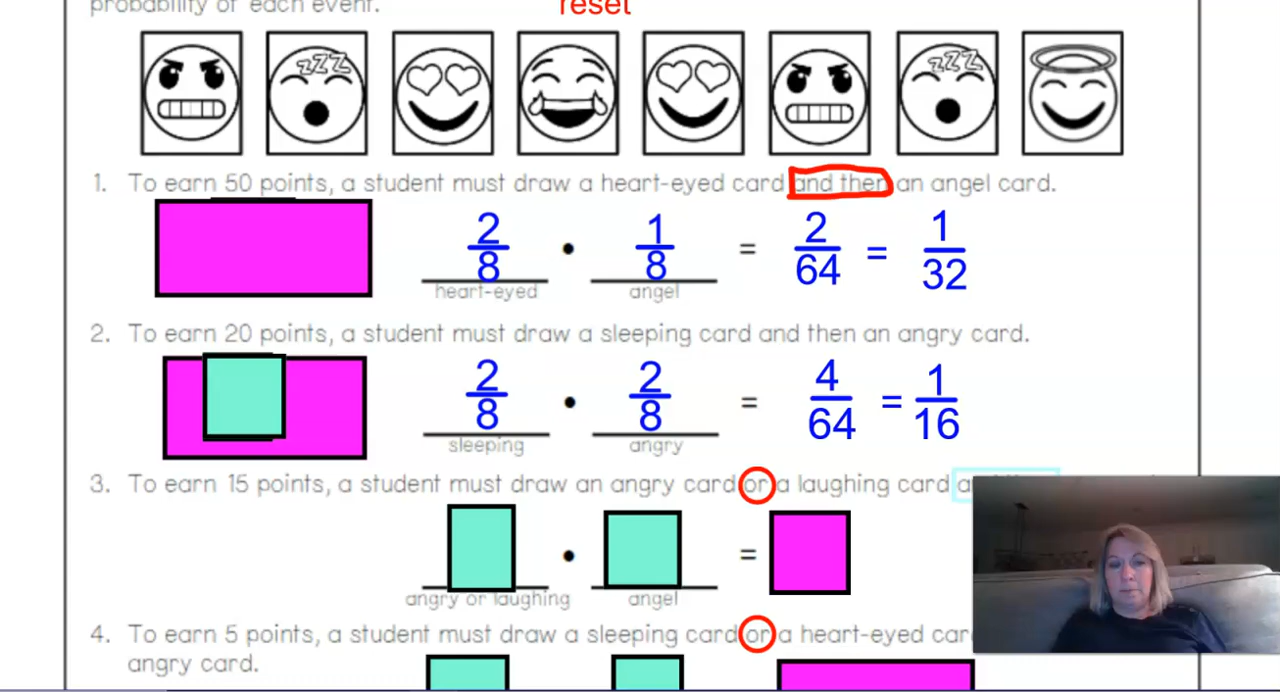 probability of each event.
reset
zzz
zzz
1. To earn 50 points, a student must draw a heart-eyed card and then an angel card.
2/8 • 1/8 = 2/64 = 1/32
heart-eyed angel
2. To earn 20 points, a student must draw a sleeping card and then an angry card.
2/8 • 2/8 = 4/64 = 1/16
sleeping angry
3. To earn 15 points, a student must draw an angry card or a laughing card
• =
angry or laughing angel
4. To earn 5 points, a student must draw a sleeping card or a heart-eyed
angry card.